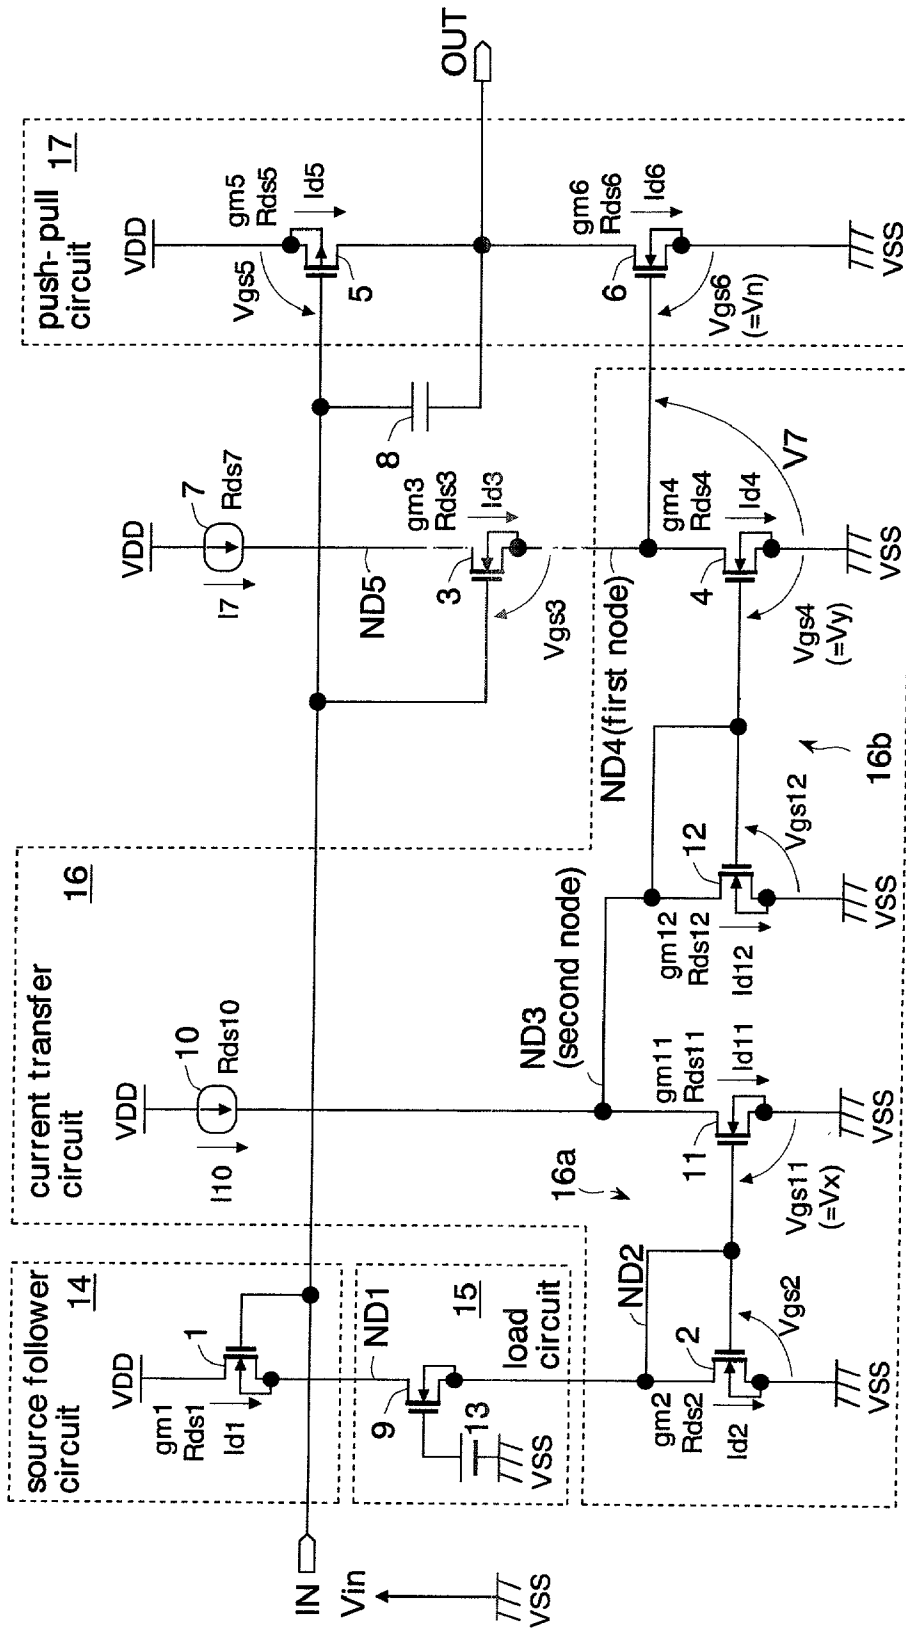 source follower
circuit
14
VDD
1
gm1
Rds1
Id1
IN
Vin
VSS
ND1
9
13
VSS
15
load
circuit
current transfer
circuit
16
VDD
10
Rds10
I10
ND2
2
gm2
Rds2
Id2
Vgs2
VSS
16a
11
gm11
Rds11
Id11
Vgs11
(=Vx)
VSS
ND3
(second node)
12
gm12
Rds12
Id12
Vgs12
VSS
16b
VDD
7
Rds7
I7
ND5
3
gm3
Rds3
Id3
Vgs3
8
ND4(first node)
4
gm4
Rds4
Id4
Vgs4
(=Vy)
V7
VSS
push-pull
circuit
17
VDD
Vgs5
5
gm5
Rds5
Id5
OUT
6
gm6
Rds6
Id6
Vgs6
(=Vn)
VSS